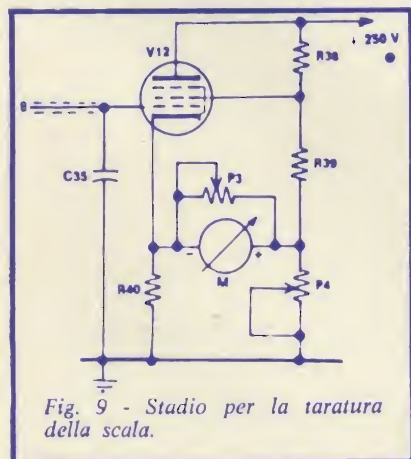 V12
R38
↓ 250 V
8
C35
R39
P3
- +
M
R40
P4
Fig. 9 - Stadio per la taratura
della scala.